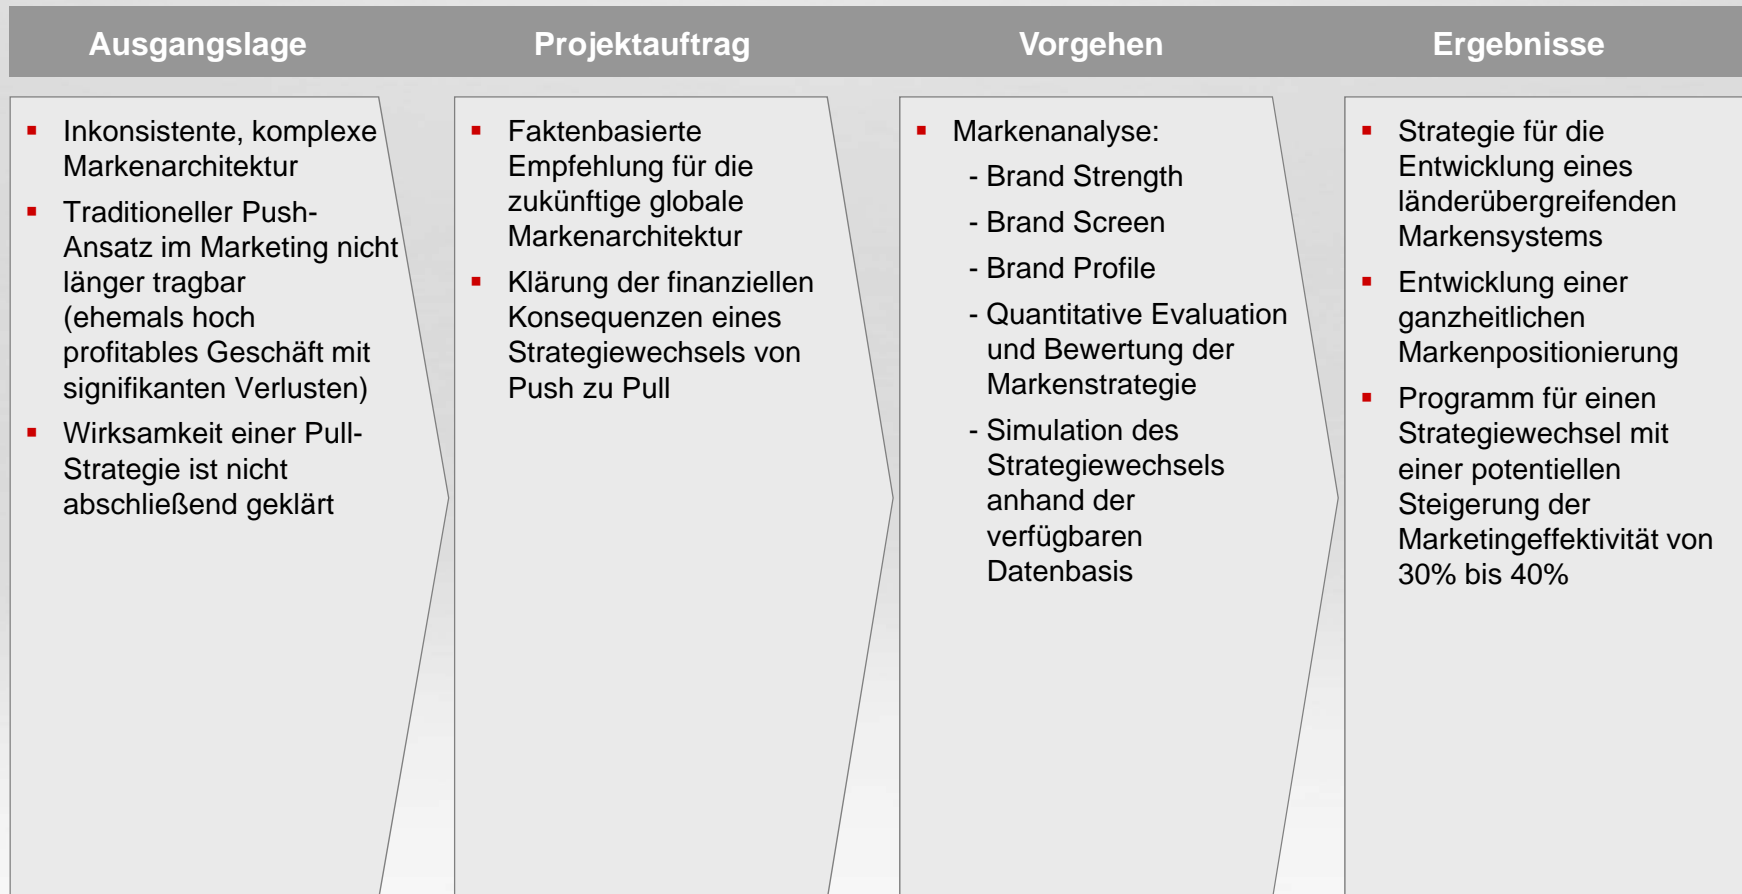 Ausgangslage
Projektauftrag
Vorgehen
Ergebnisse
▪ Inkonsistente, komplexe
Markenarchitektur
▪ Traditioneller Push-
Ansatz im Marketing nicht
länger tragbar
(ehemals hoch
profitables Geschäft mit
signifikanten Verlusten)
▪ Wirksamkeit einer Pull-
Strategie ist nicht
abschließend geklärt
▪ Faktenbasierte
Empfehlung für die
zukünftige globale
Markenarchitektur
▪ Klärung der finanziellen
Konsequenzen eines
Strategiewechsels von
Push zu Pull
▪ Markenanalyse:
- Brand Strength
- Brand Screen
- Brand Profile
- Quantitative Evaluation
und Bewertung der
Markenstrategie
- Simulation des
Strategiewechsels
anhand der
verfügbaren
Datenbasis
▪ Strategie für die
Entwicklung eines
länderübergreifenden
Markensystems
▪ Entwicklung einer
ganzheitlichen
Markenpositionierung
▪ Programm für einen
Strategiewechsel mit
einer potentiellen
Steigerung der
Marketingeffektivität von
30% bis 40%